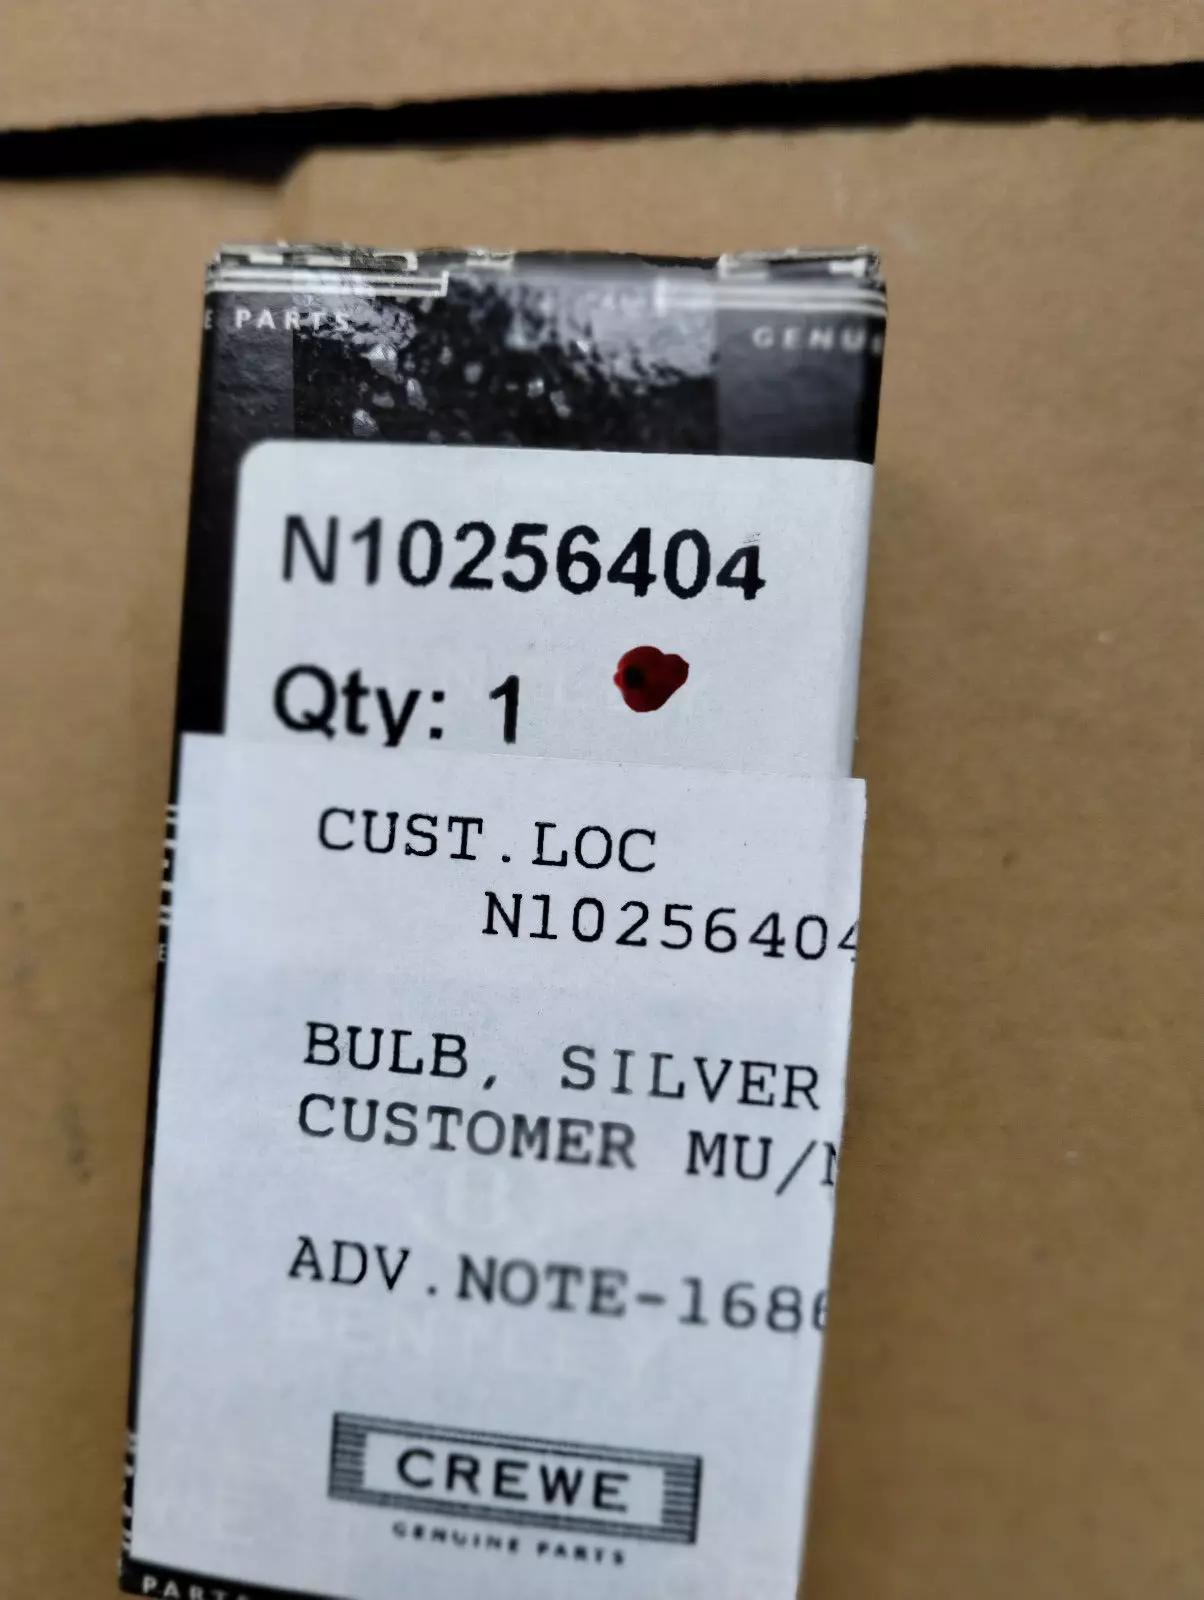 E PARTS
GENU
N10256404
Qty: 1
CUST.LOC
N10256404
BULB, SILVER
CUSTOMER MU/
ADV.NOTE-168
BENTLEY
CREWE
GENUINE PARTS
PARTS